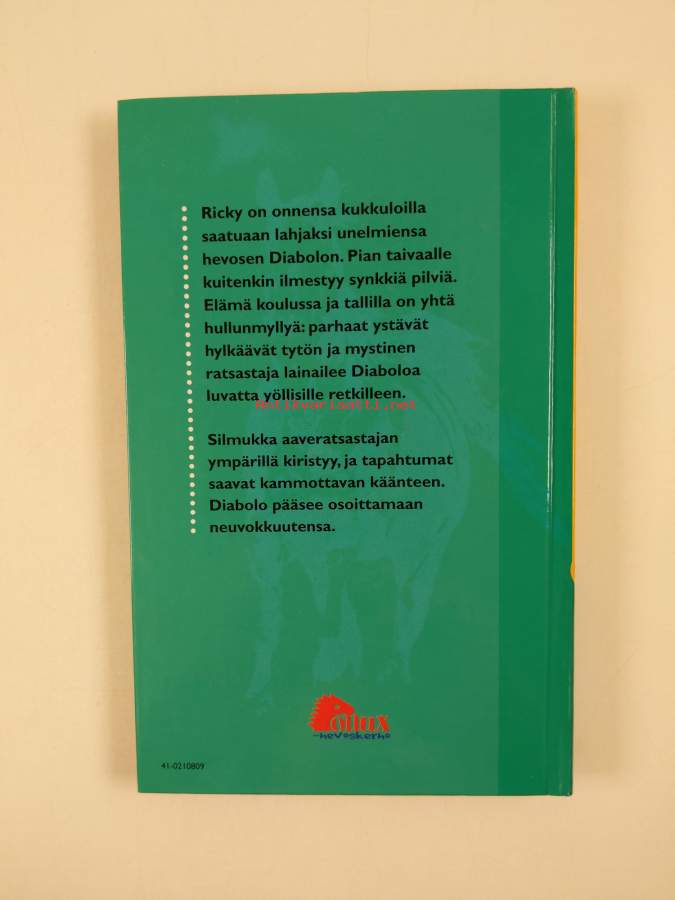 Ricky on onnensa kukkuloilla
saatuaan lahjaksi unelmiensa
hevosen Diabolon. Pian taivaalle
kuitenkin ilmestyy synkkiä pilviä.
Elämä koulussa ja tallilla on yhtä
hullunmyllyä: parhaat ystävät
hylkäävät tytön ja mystinen
ratsastaja lainailee Diaboloa
luvatta yöllisille retkilleen.
Antikvariaatti.net
Silmukka aaveratsastajan
ympärillä kiristyy, ja tapahtumat
saavat kammottavan käänteen.
Diabolo pääsee osoittamaan
neuvokkuutensa.
Pollux
-hevoskerho
41-0210809